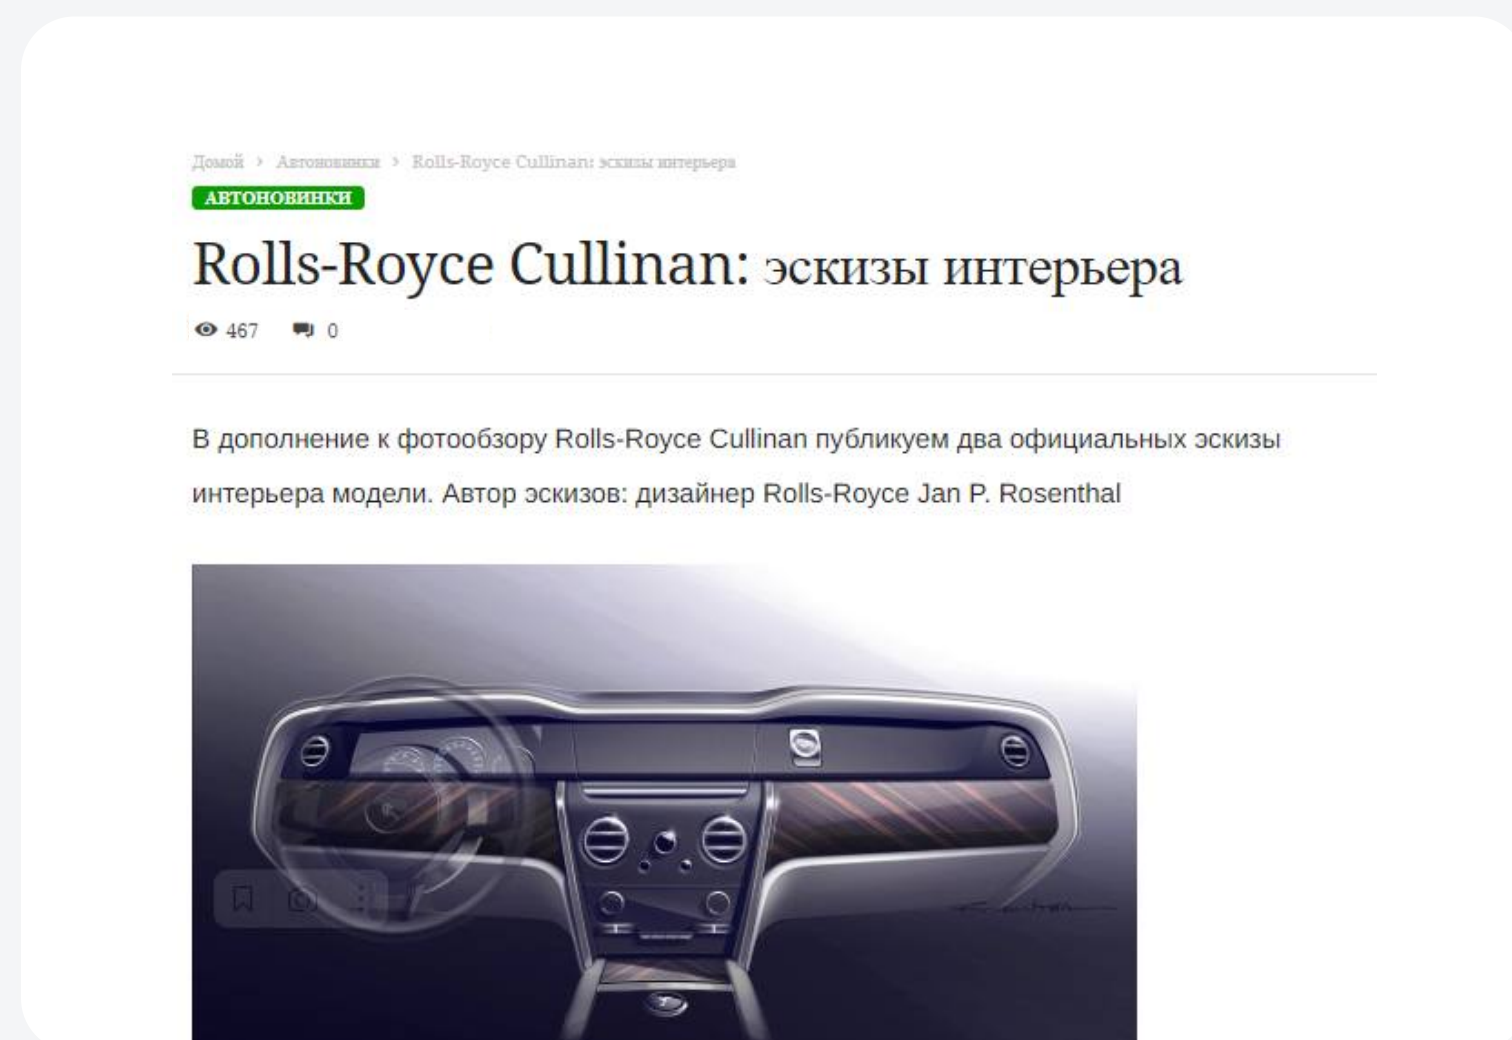 Домой > Автоновинки > Rolls-Royce Cullinan: эскизы интерьера
АВТОНОВИНКИ
Rolls-Royce Cullinan: эскизы интерьера
467 0
В дополнение к фотообзору Rolls-Royce Cullinan публикуем два официальных эскизы
интерьера модели. Автор эскизов: дизайнер Rolls-Royce Jan P. Rosenthal